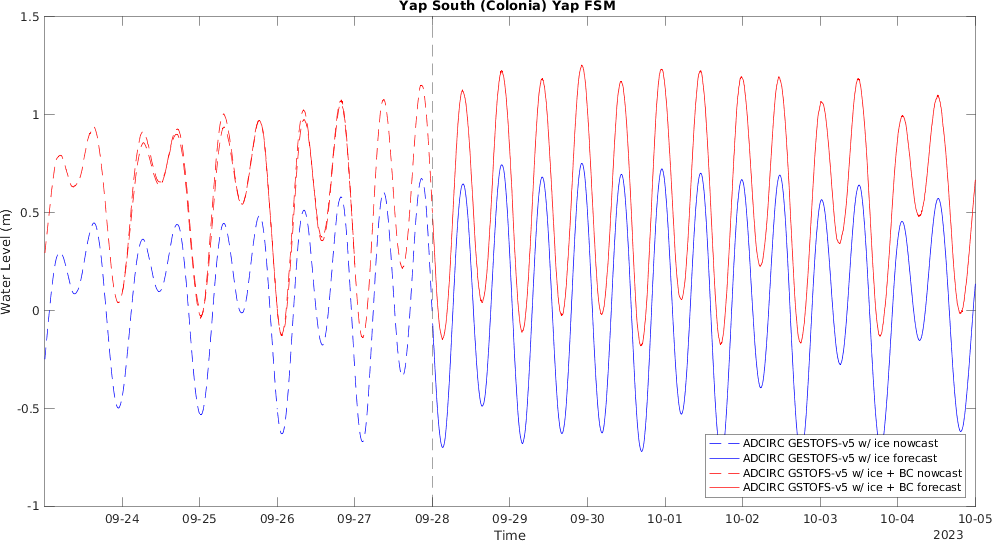 Yap South (Colonia) Yap FSM
1.5
1
0.5
0
-0.5
-1
Water Level (m)
ADCIRC GESTOFS-v5 w/ ice nowcast
ADCIRC GESTOFS-v5 w/ ice forecast
ADCIRC GSTOFS-v5 w/ ice + BC nowcast
ADCIRC GSTOFS-v5 w/ ice + BC forecast
09-24 09-25 09-26 09-27 09-28 09-29 09-30 10-01 10-02 10-03 10-04 10-05
Time
2023